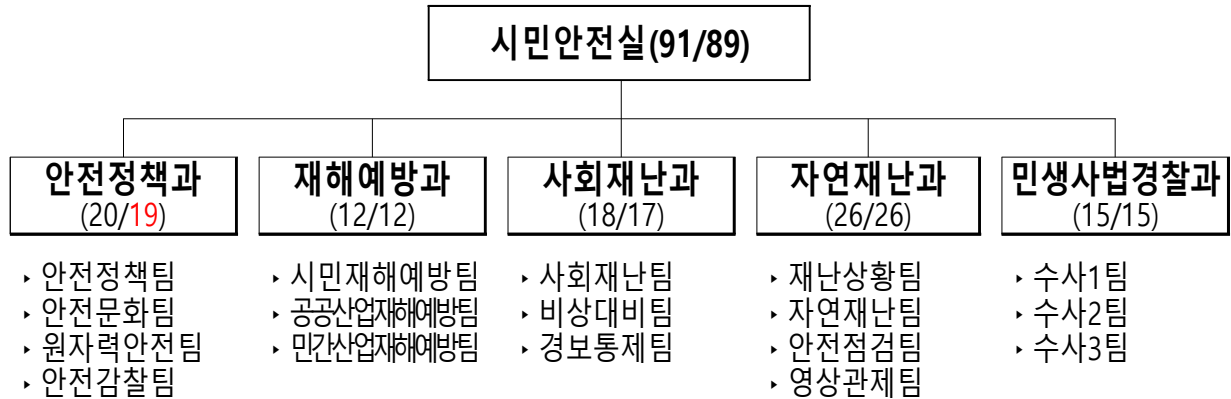 시민안전실(91/89)
안전정책과
(20/19)
‣ 안전정책팀
‣ 안전문화팀
‣ 원자력안전팀
‣ 안전감찰팀
재해예방과
(12/12)
‣ 시민재해예방팀
‣ 공공산업재해예방팀
‣ 민간산업재해예방팀
사회재난과
(18/17)
‣ 사회재난팀
‣ 비상대비팀
‣ 경보통제팀
자연재난과
(26/26)
‣ 재난상황팀
‣ 자연재난팀
‣ 안전점검팀
‣ 영상관제팀
민생사법경찰과
(15/15)
‣ 수사1팀
‣ 수사2팀
‣ 수사3팀